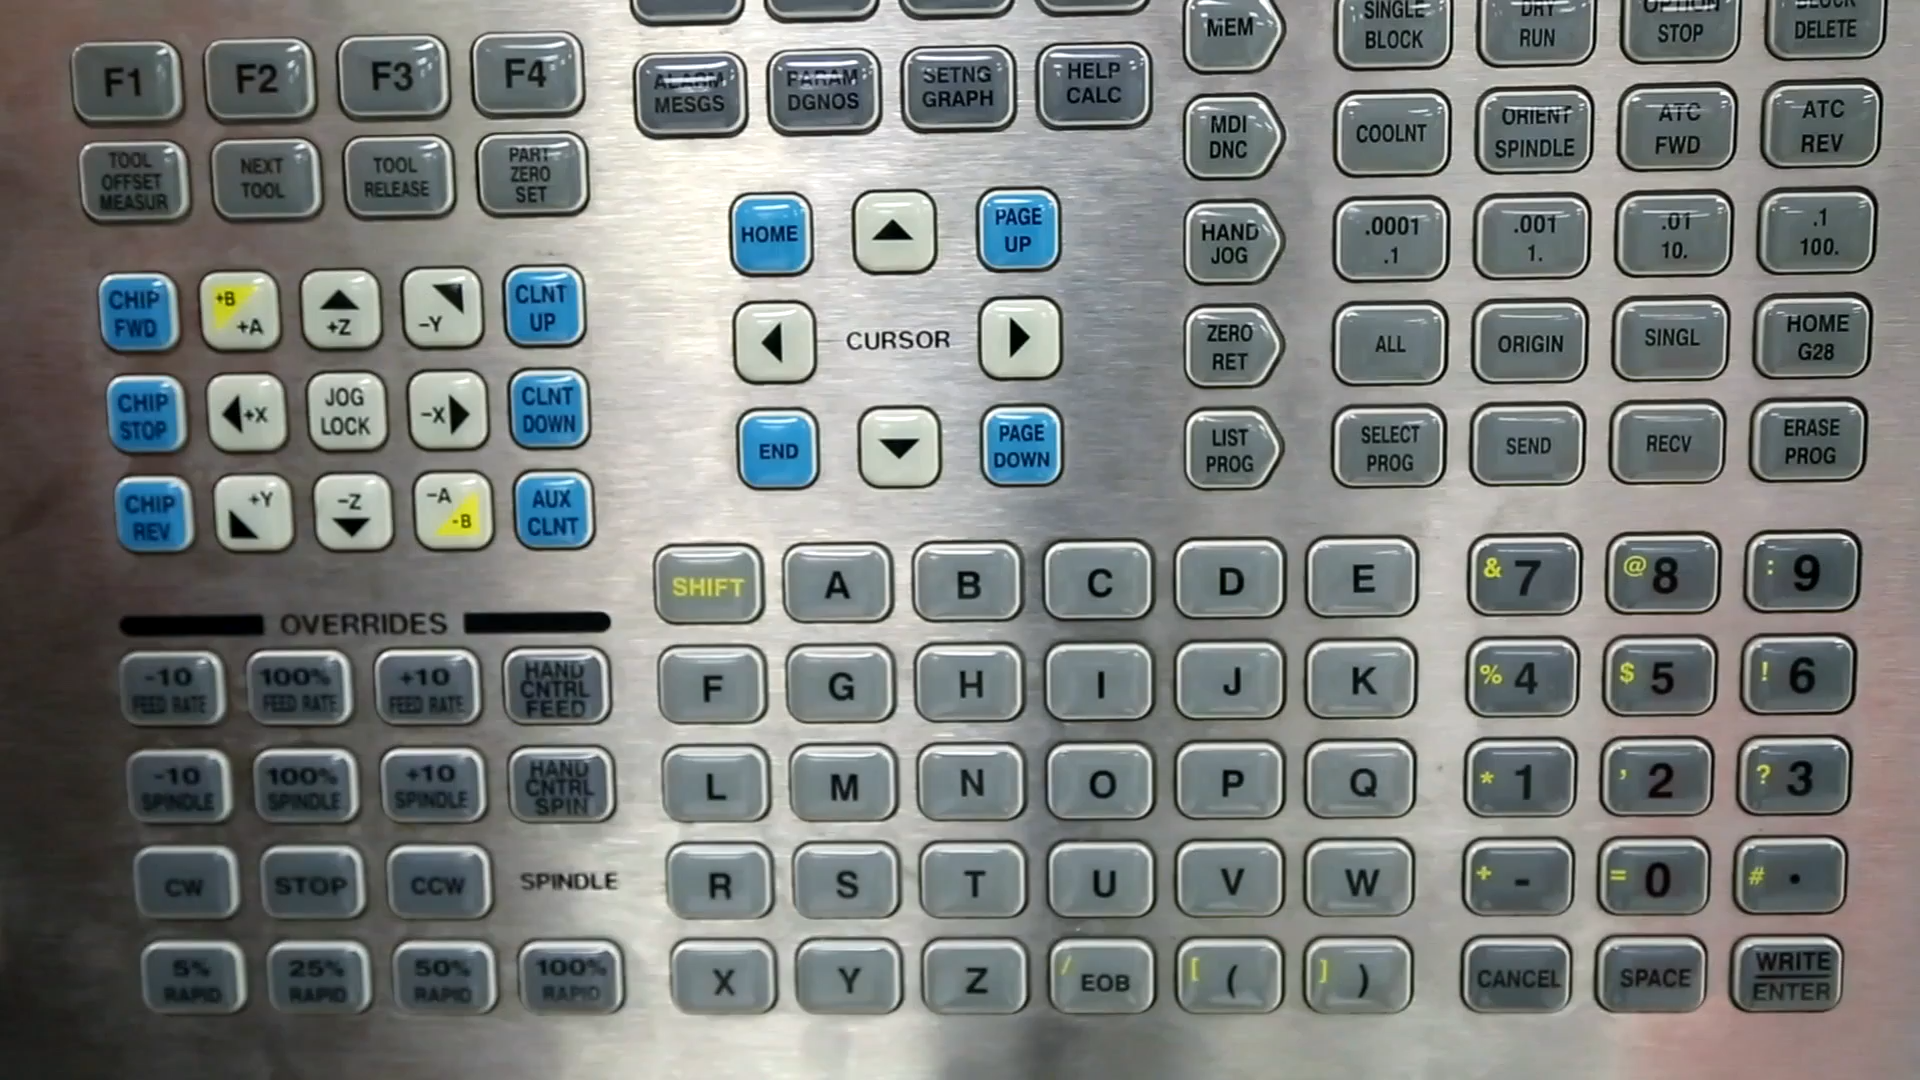 F1 F2 F3 F4
TOOL OFFSET MEASUR
NEXT TOOL
TOOL RELEASE
PART ZERO SET
CHIP FWD
+B +A
+Z
-Y
CLNT UP
CHIP STOP
+X
JOG LOCK
-X
CLNT DOWN
CHIP REV
+Y
-Z
-A -B
AUX CLNT
OVERRIDES
-10 FEED RATE
100% FEED RATE
+10 FEED RATE
HAND CNTRL FEED
-10 SPINDLE
100% SPINDLE
+10 SPINDLE
HAND CNTRL SPIN
CW STOP CCW SPINDLE
5% RAPID
25% RAPID
50% RAPID
100% RAPID
ALARM MESGS
PARAM DGNOS
SETNG GRAPH
HELP CALC
HOME
PAGE UP
CURSOR
END
PAGE DOWN
MEM
SINGLE BLOCK
DRY RUN
OPTION STOP
BLOCK DELETE
MDI DNC
COOLNT
ORIENT SPINDLE
ATC FWD
ATC REV
HAND JOG
.0001 .1
.001 1.
.01 10.
.1 100.
ZERO RET
ALL
ORIGIN
SINGL
HOME G28
LIST PROG
SELECT PROG
SEND
RECV
ERASE PROG
SHIFT A B C D E
F G H I J K
L M N O P Q
R S T U V W
X Y Z / EOB [ ( ] )
& 7 @ 8 : 9
% 4 $ 5 ! 6
* 1 , 2 ? 3
+ - = 0 # .
CANCEL SPACE WRITE ENTER